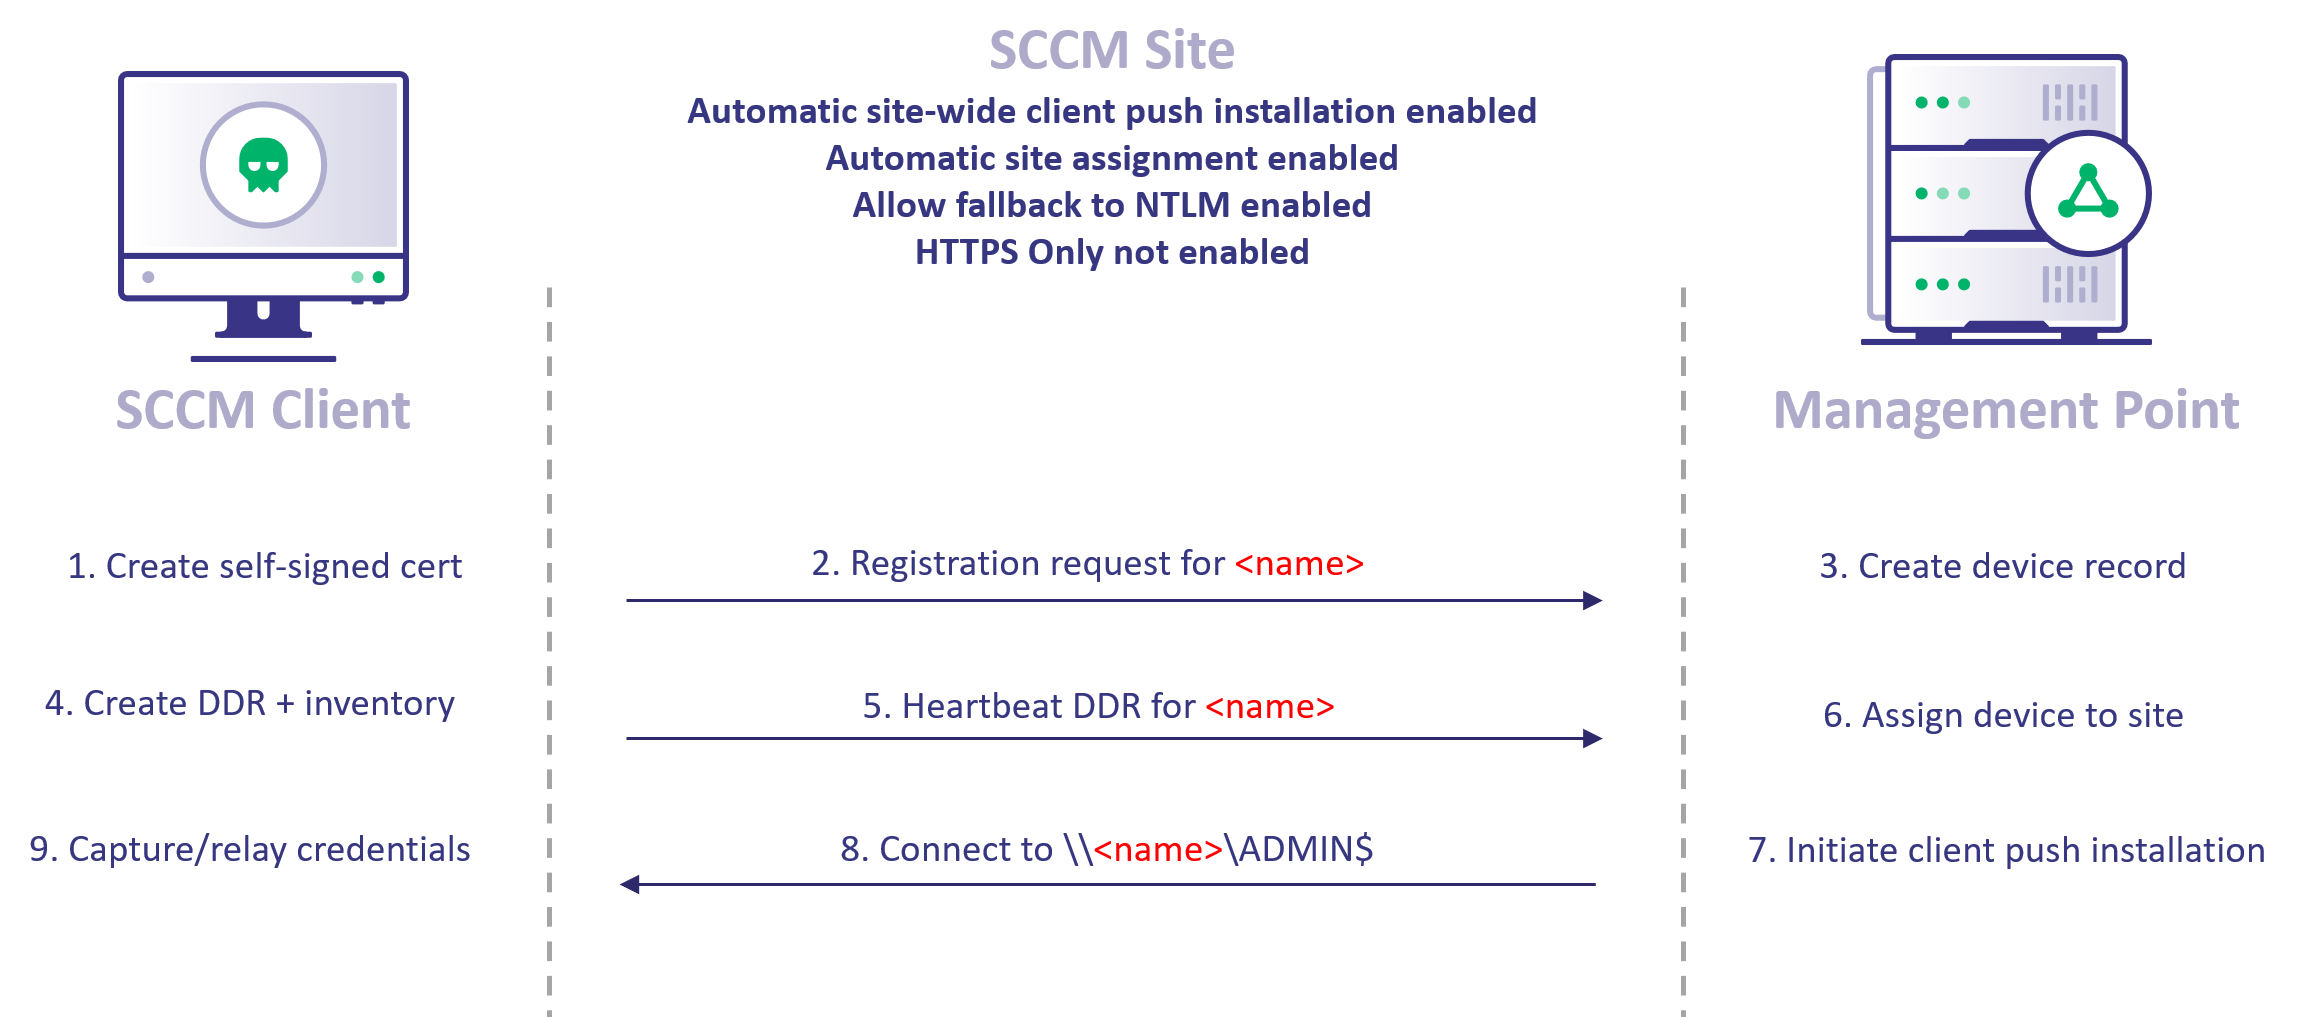 SCCM Site
Automatic site-wide client push installation enabled
Automatic site assignment enabled
Allow fallback to NTLM enabled
HTTPS Only not enabled
SCCM Client
Management Point
1. Create self-signed cert
2. Registration request for <name>
3. Create device record
4. Create DDR + inventory
5. Heartbeat DDR for <name>
6. Assign device to site
9. Capture/relay credentials
8. Connect to \\<name>\ADMIN$
7. Initiate client push installation